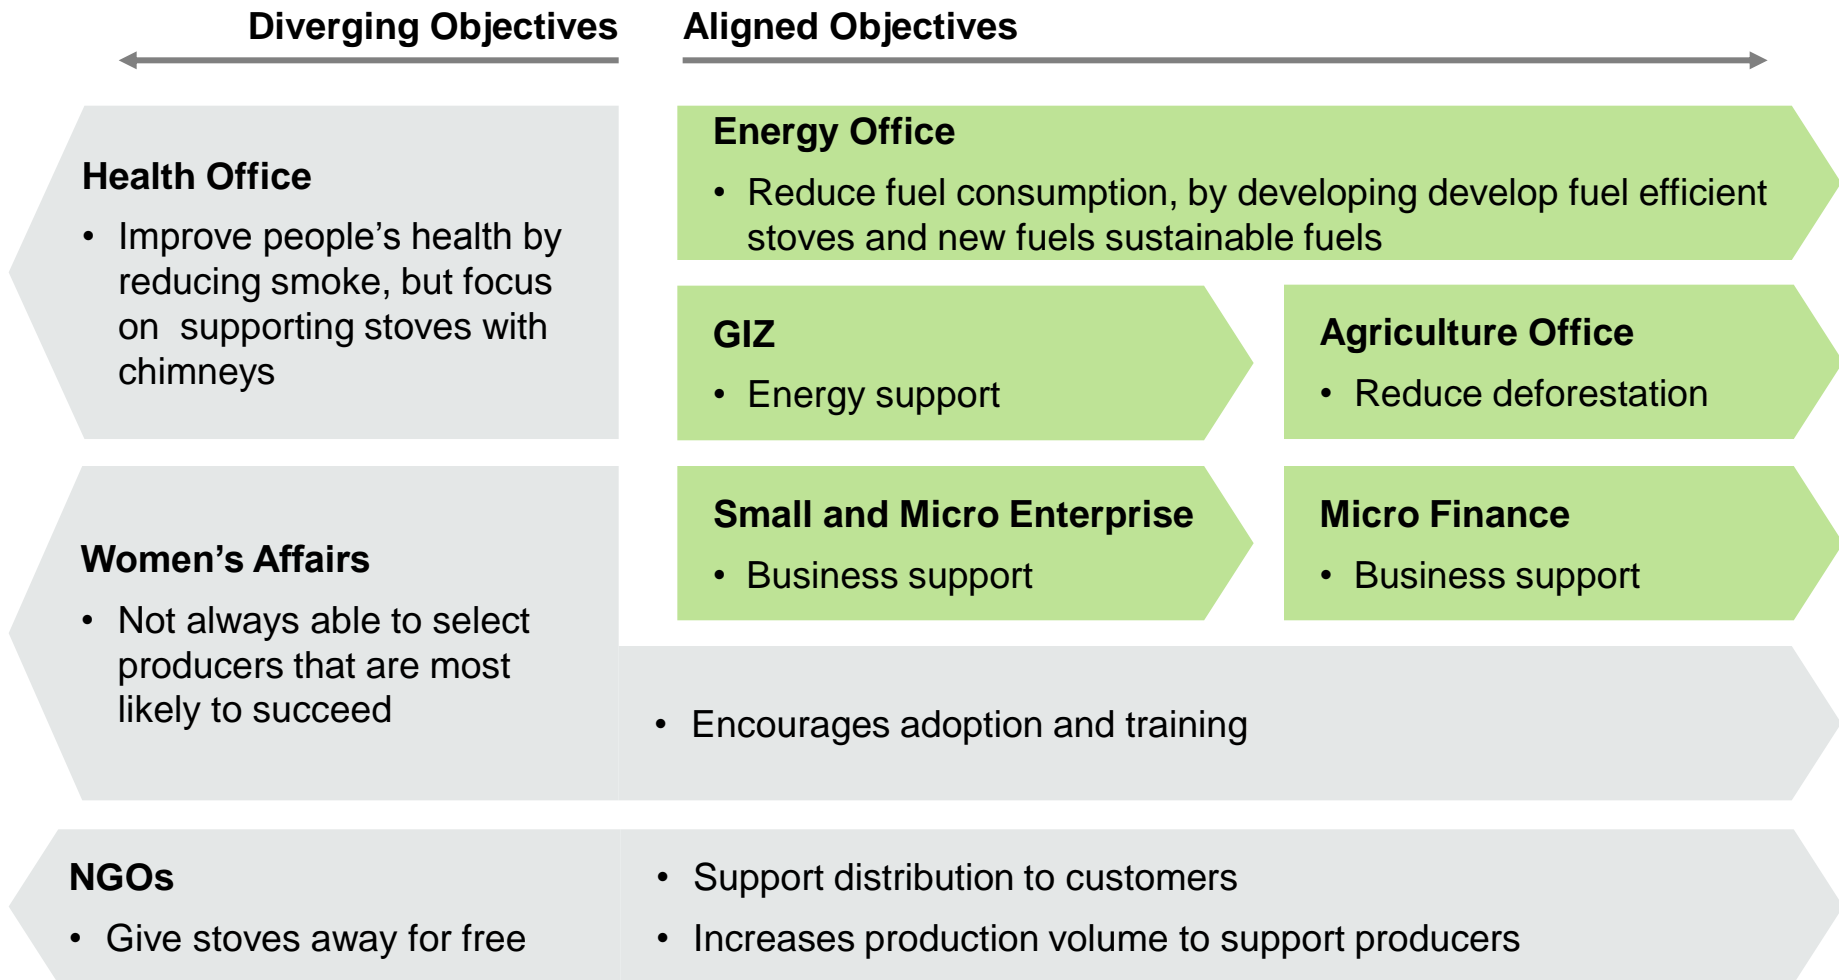 Diverging Objectives
Aligned Objectives
Health Office
• Improve people’s health by
reducing smoke, but focus
on  supporting stoves with
chimneys
Energy Office
• Reduce fuel consumption, by developing develop fuel efficient
stoves and new fuels sustainable fuels
GIZ
• Energy support
Agriculture Office
• Reduce deforestation
Women’s Affairs
• Not always able to select
producers that are most
likely to succeed
Small and Micro Enterprise
• Business support
Micro Finance
• Business support
• Encourages adoption and training
NGOs
• Give stoves away for free
• Support distribution to customers
• Increases production volume to support producers